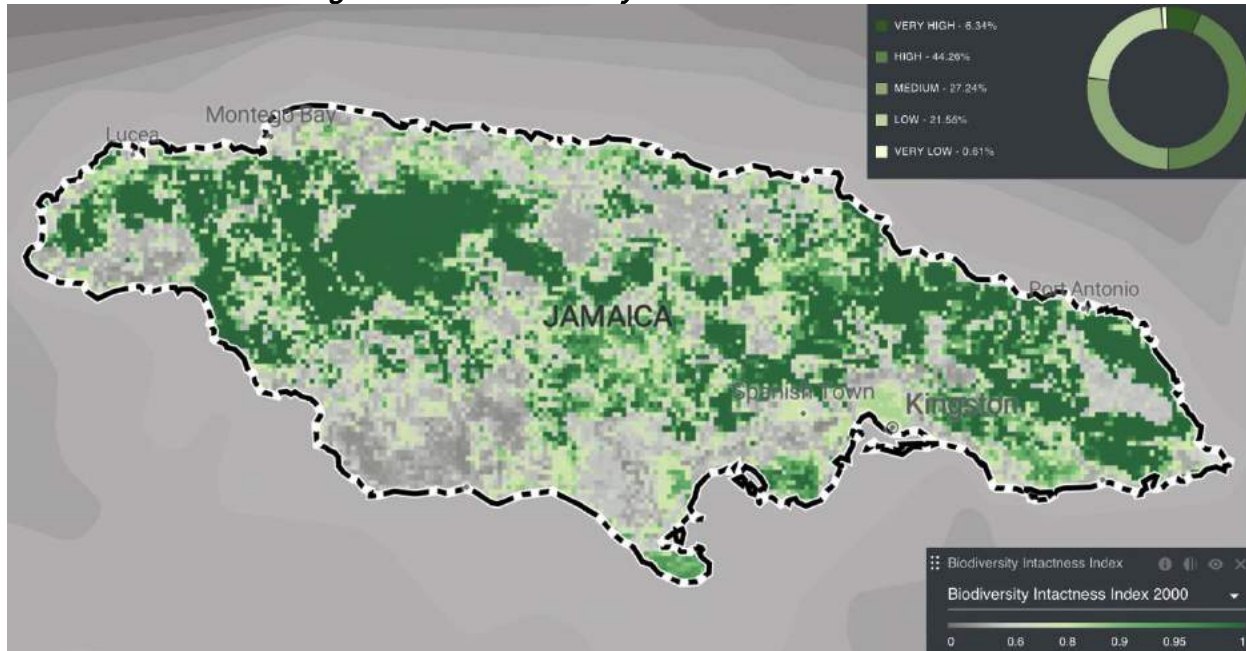 VERY HIGH - 6.34%
HIGH - 44.26%
MEDIUM - 27.24%
LOW - 21.55%
VERY LOW - 0.61%
Montego Bay
Lucea
JAMAICA
Port Antonio
Spanish Town
Kingston
Biodiversity Intactness Index
Biodiversity Intactness Index 2000
0 0.6 0.8 0.9 0.95 1